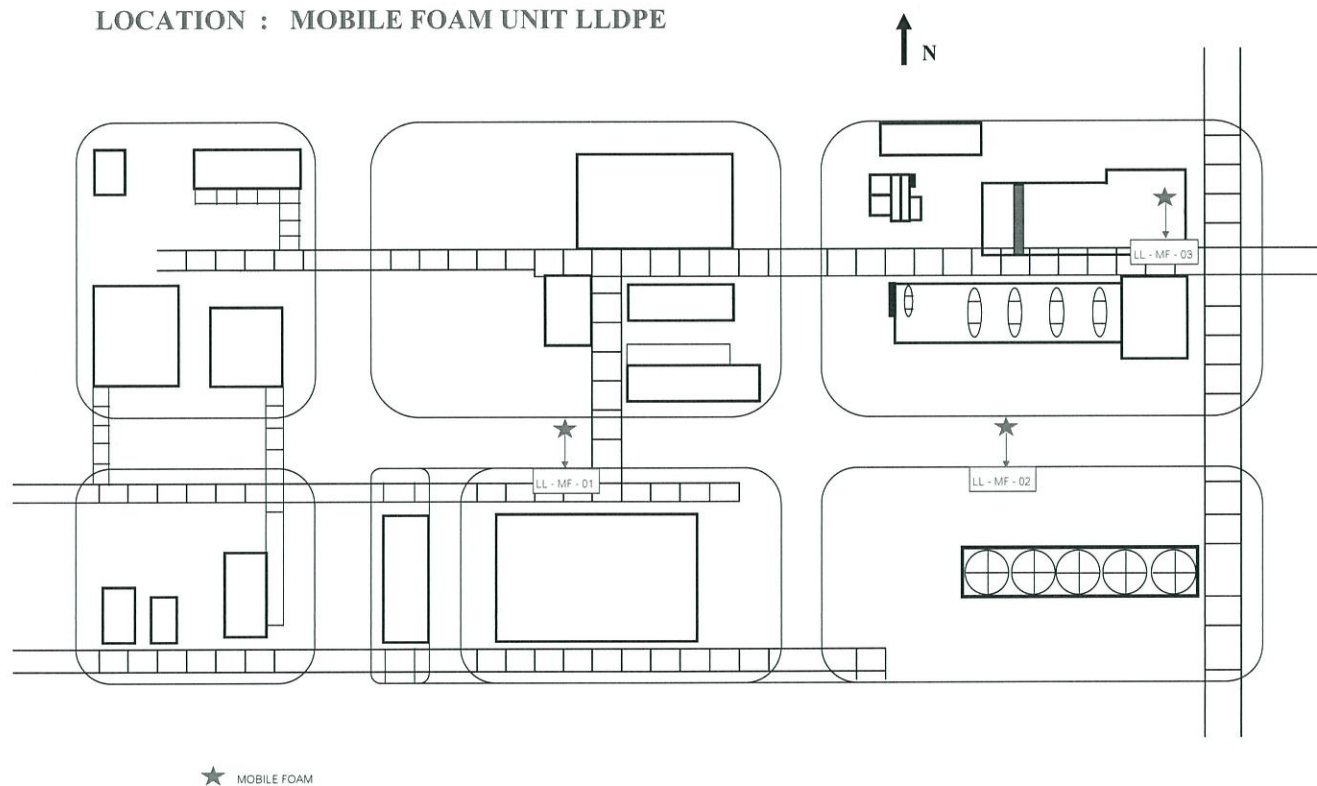 LOCATION : MOBILE FOAM UNIT LLDPE
N
LL - MF - 03
LL - MF - 01
LL - MF - 02
MOBILE FOAM